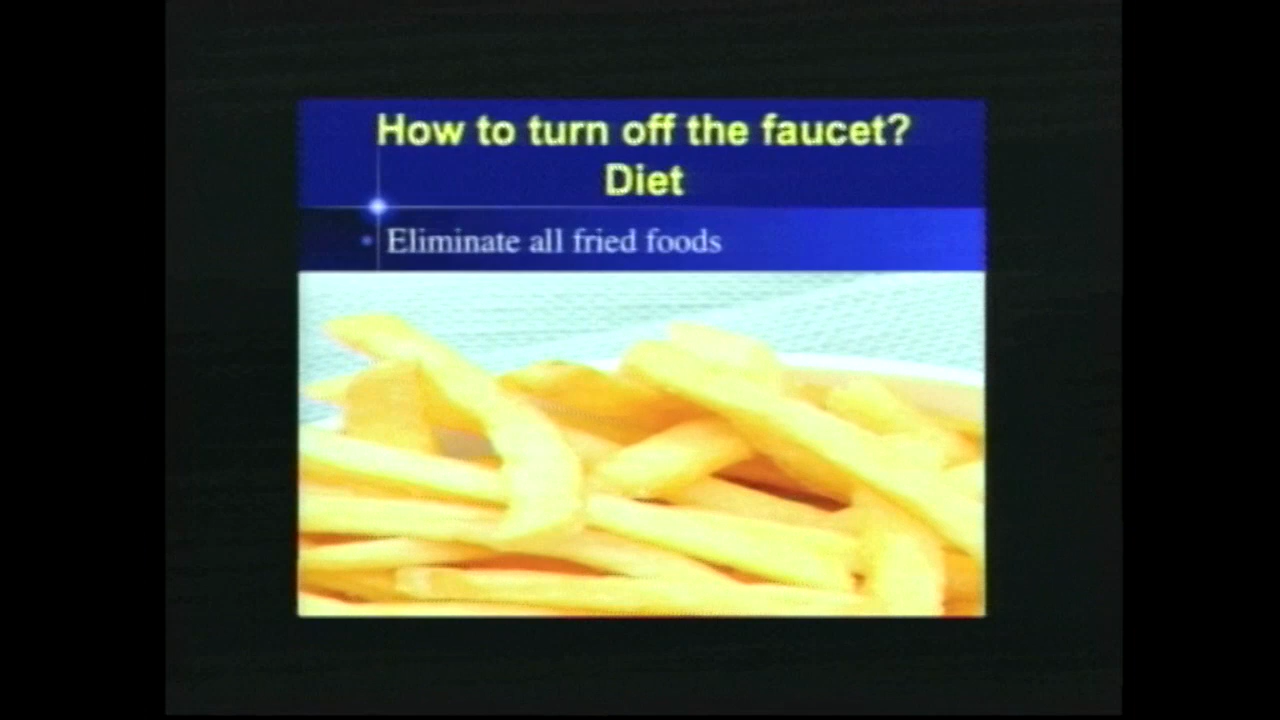 How to turn off the faucet?
Diet
• Eliminate all fried foods